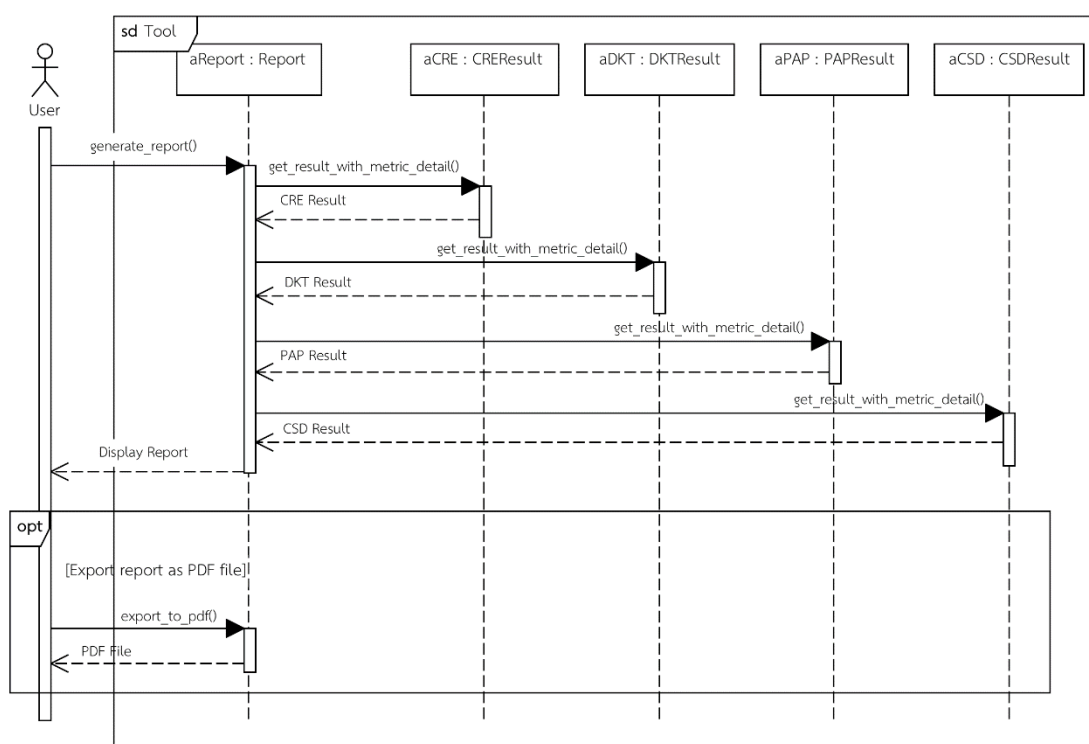 sd Tool
aReport : Report
aCRE : CREResult
aDKT : DKTResult
aPAP : PAPResult
aCSD : CSDResult
User
generate_report()
get_result_with_metric_detail()
CRE Result
get_result_with_metric_detail()
DKT Result
get_result_with_metric_detail()
PAP Result
get_result_with_metric_detail()
CSD Result
Display Report
opt
[Export report as PDF file]
export_to_pdf()
PDF File